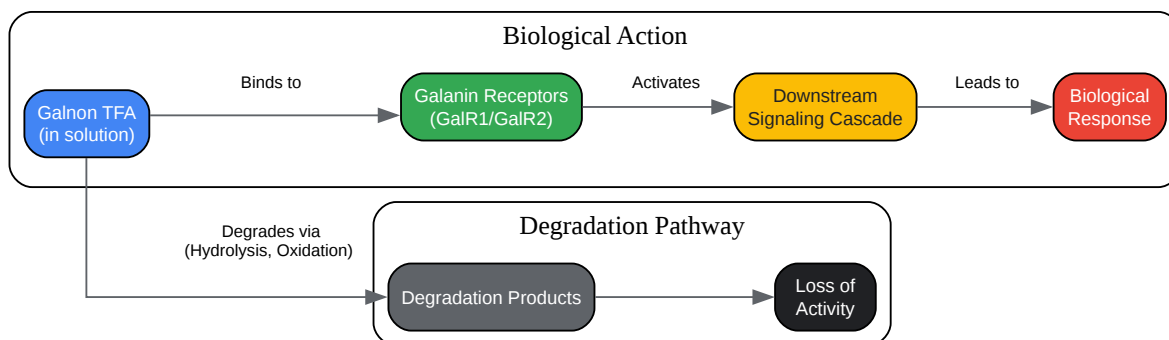 Biological Action
Galnon TFA
(in solution)
Binds to
Galanin Receptors
(GalR1/GalR2)
Activates
Downstream
Signaling Cascade
Leads to
Biological
Response
Degrades via
(Hydrolysis, Oxidation)
Degradation Pathway
Degradation Products
Loss of
Activity